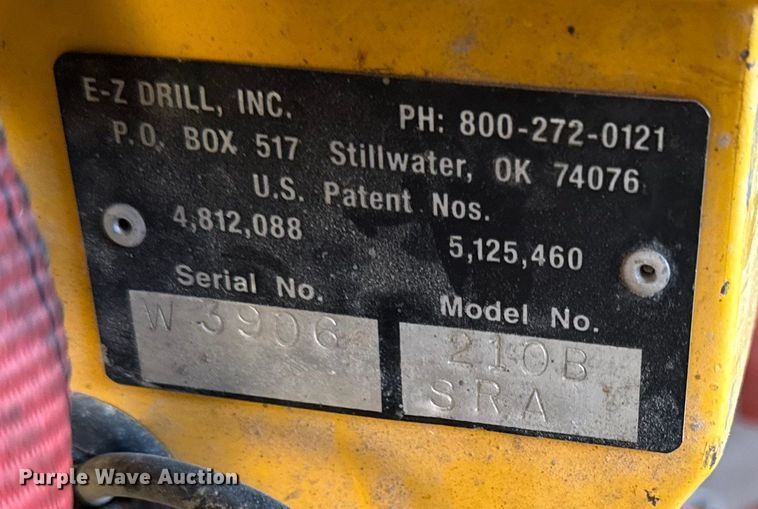 E-Z DRILL, INC. PH: 800-272-0121
P.O. BOX 517 Stillwater, OK 74076
U.S. Patent Nos.
4,812,088 5,125,460
Serial No. Model No.
W 3906 210B
SRA
Purple Wave Auction